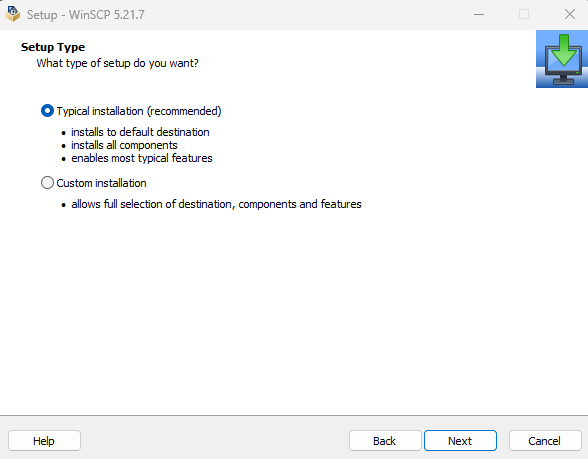 Setup - WinSCP 5.21.7
Setup Type
What type of setup do you want?
Typical installation (recommended)
• installs to default destination
• installs all components
• enables most typical features
Custom installation
• allows full selection of destination, components and features
Help
Back
Next
Cancel